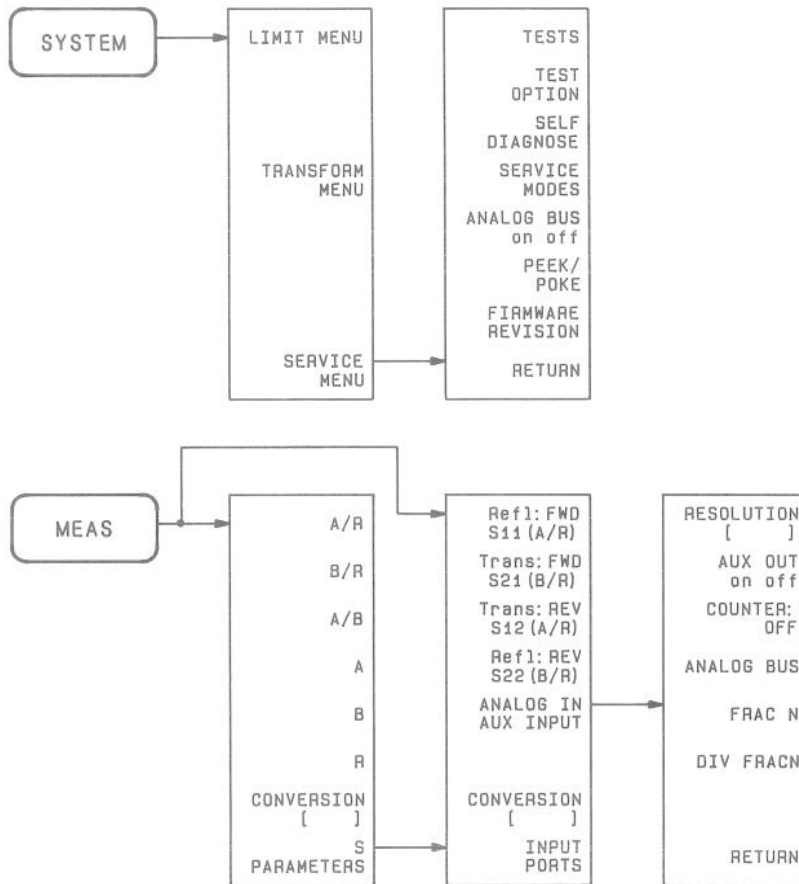 SYSTEM
LIMIT MENU
TRANSFORM
MENU
SERVICE
MENU
TESTS
TEST
OPTION
SELF
DIAGNOSE
SERVICE
MODES
ANALOG BUS
on off
PEEK/
POKE
FIRMWARE
REVISION
RETURN
MEAS
A/R
B/R
A/B
A
B
R
CONVERSION
[ ]
S
PARAMETERS
Refl: FWD
S11 (A/R)
Trans: FWD
S21 (B/R)
Trans: REV
S12 (A/R)
Refl: REV
S22 (B/R)
ANALOG IN
AUX INPUT
CONVERSION
[ ]
INPUT
PORTS
RESOLUTION
[ ]
AUX OUT
on off
COUNTER:
OFF
ANALOG BUS
FRAC N
DIV FRACN
RETURN